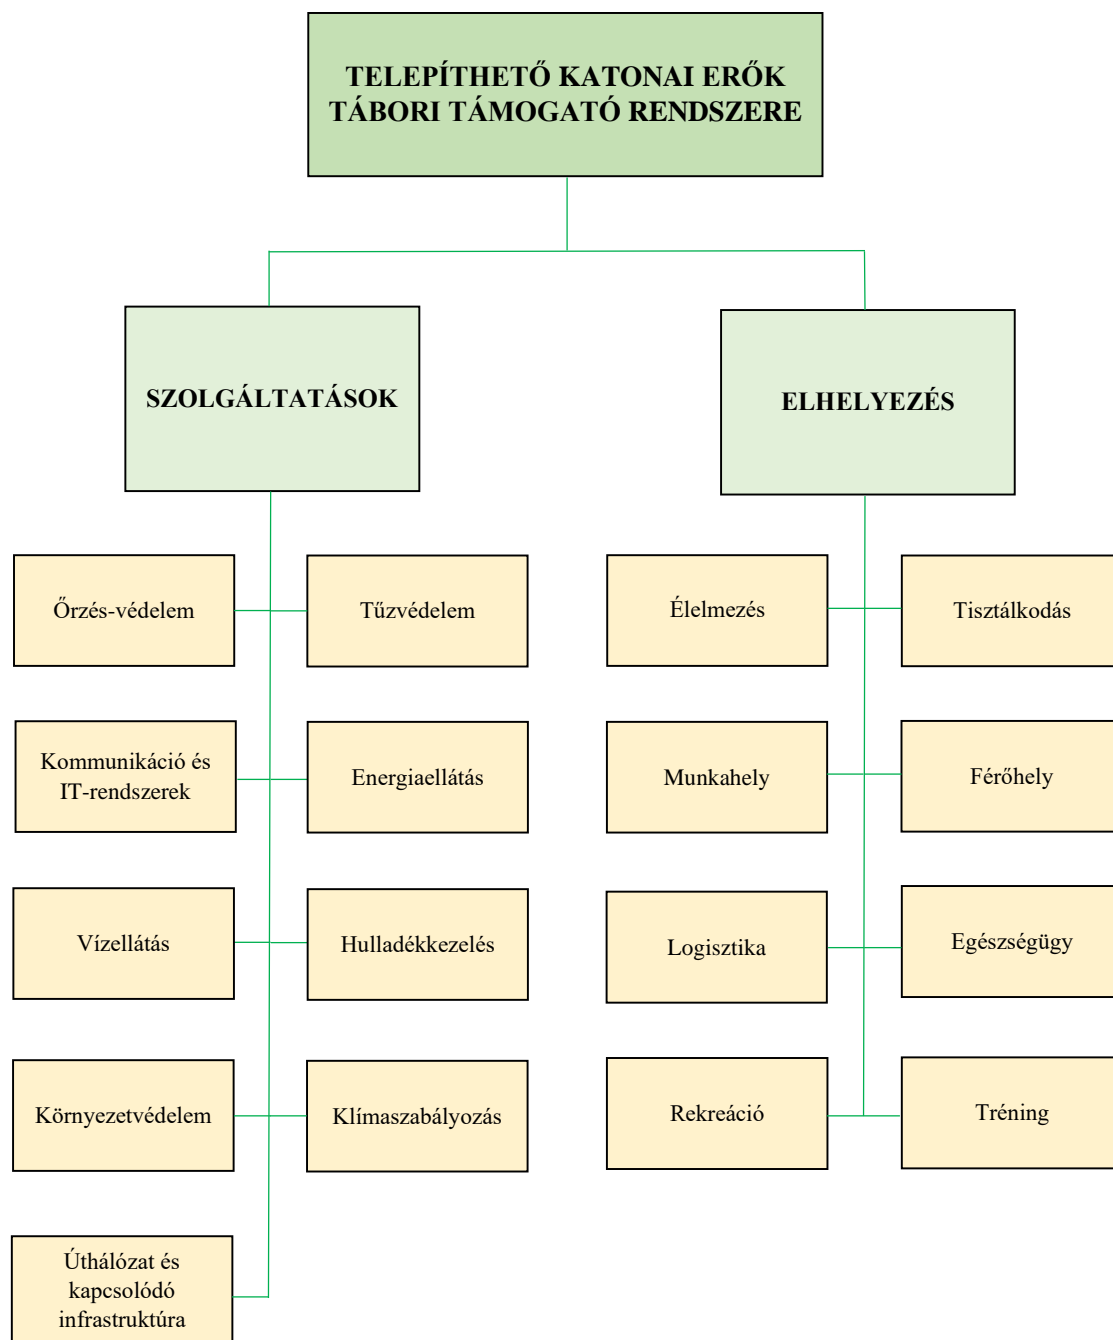 TELEPÍTHETŐ KATONAI ERŐK
TÁBORI TÁMOGATÓ RENDSZERE
SZOLGÁLTATÁSOK
ELHELYEZÉS
Őrzés-védelem
Tűzvédelem
Élelmezés
Tisztálkodás
Kommunikáció és
IT-rendszerek
Energiaellátás
Munkahely
Férőhely
Vízellátás
Hulladékkezelés
Logisztika
Egészségügy
Környezetvédelem
Klímaszabályozás
Rekreáció
Tréning
Úthálózat és
kapcsolódó
infrastruktúra